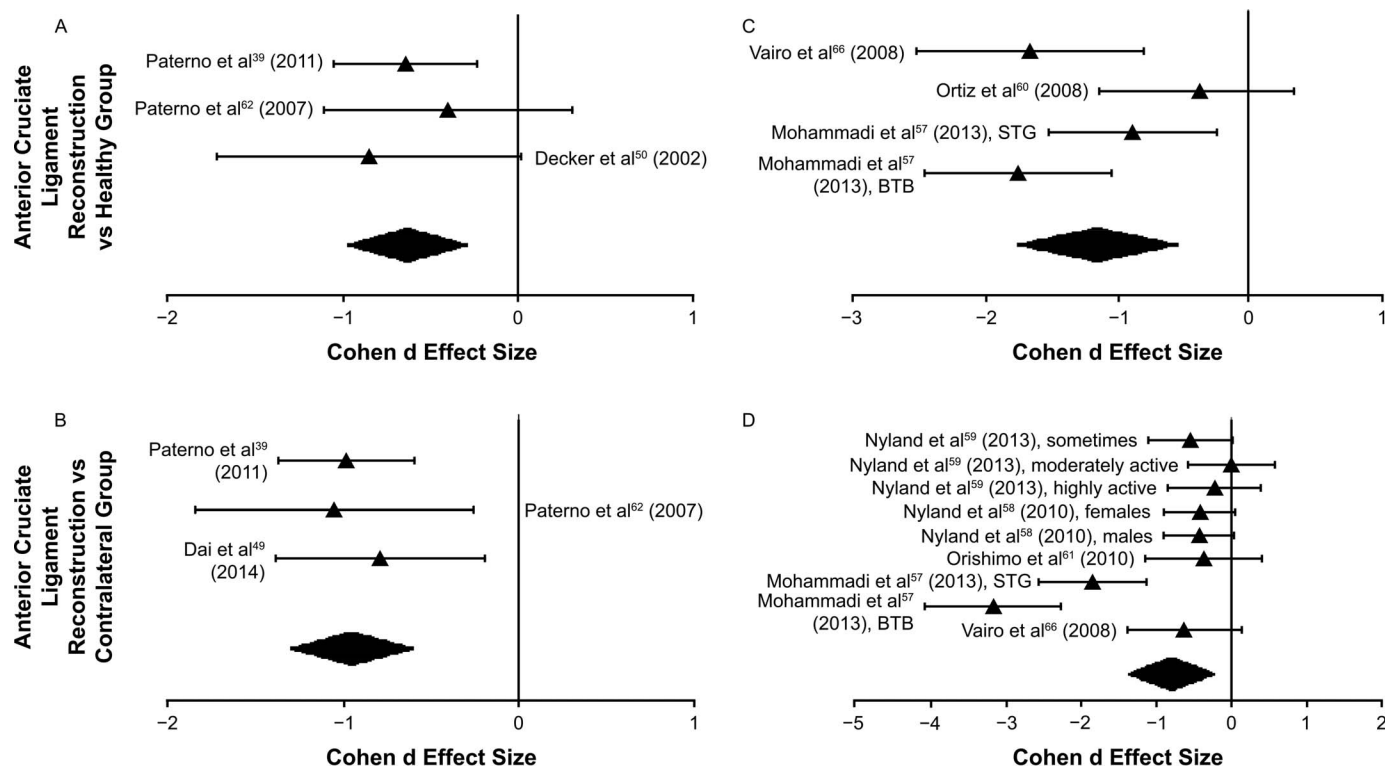 A
Anterior Cruciate
Ligament
Reconstruction
vs Healthy Group
Paterno et al³⁹ (2011)
Paterno et al⁶² (2007)
Decker et al⁵⁰ (2002)
−2
−1
0
1
Cohen d Effect Size
C
Vairo et al⁶⁶ (2008)
Ortiz et al⁶⁰ (2008)
Mohammadi et al⁵⁷ (2013), STG
Mohammadi et al⁵⁷
(2013), BTB
−3
−2
−1
0
1
Cohen d Effect Size
B
Anterior Cruciate
Ligament
Reconstruction vs
Contralateral Group
Paterno et al³⁹
(2011)
Paterno et al⁶² (2007)
Dai et al⁴⁹
(2014)
−2
−1
0
1
Cohen d Effect Size
D
Nyland et al⁵⁹ (2013), sometimes
Nyland et al⁵⁹ (2013), moderately active
Nyland et al⁵⁹ (2013), highly active
Nyland et al⁵⁸ (2010), females
Nyland et al⁵⁸ (2010), males
Orishimo et al⁶¹ (2010)
Mohammadi et al⁵⁷ (2013), STG
Mohammadi et al⁵⁷
(2013), BTB
Vairo et al⁶⁶ (2008)
−5
−4
−3
−2
−1
0
1
2
Cohen d Effect Size